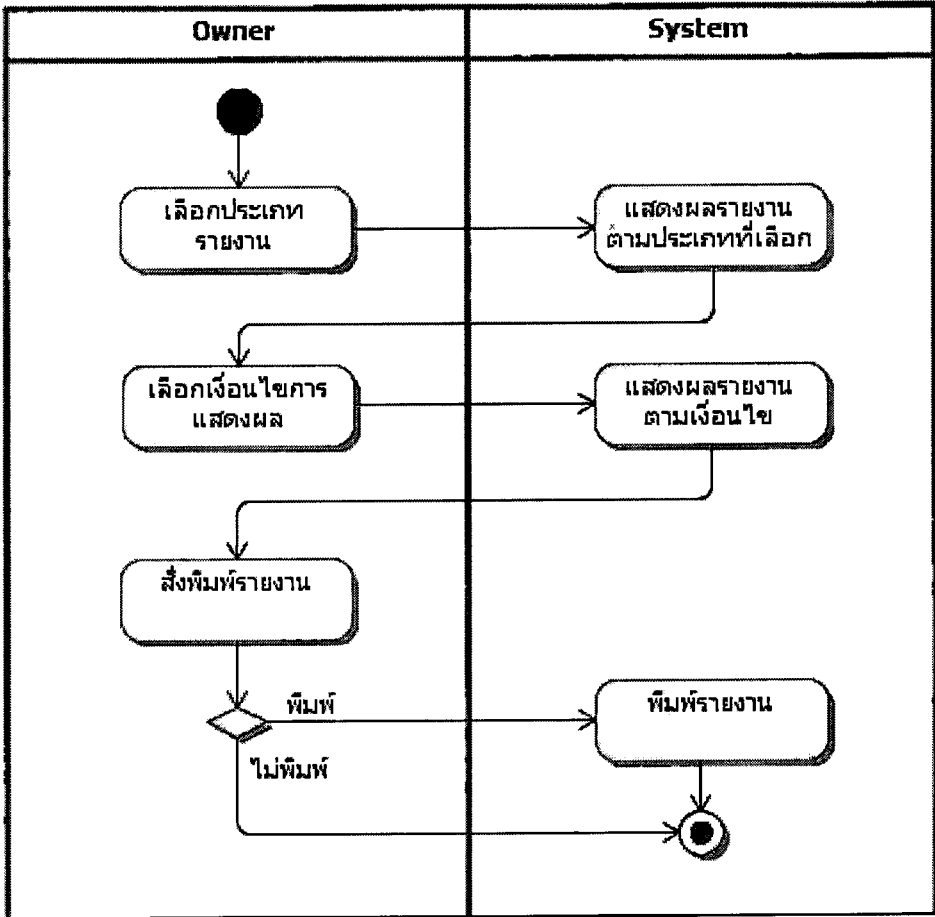 Owner
System
เลือกประเภท
รายงาน
แสดงผลรายงาน
ตามประเภทที่เลือก
เลือกเงื่อนไขการ
แสดงผล
แสดงผลรายงาน
ตามเงื่อนไข
สั่งพิมพ์รายงาน
พิมพ์
พิมพ์รายงาน
ไม่พิมพ์